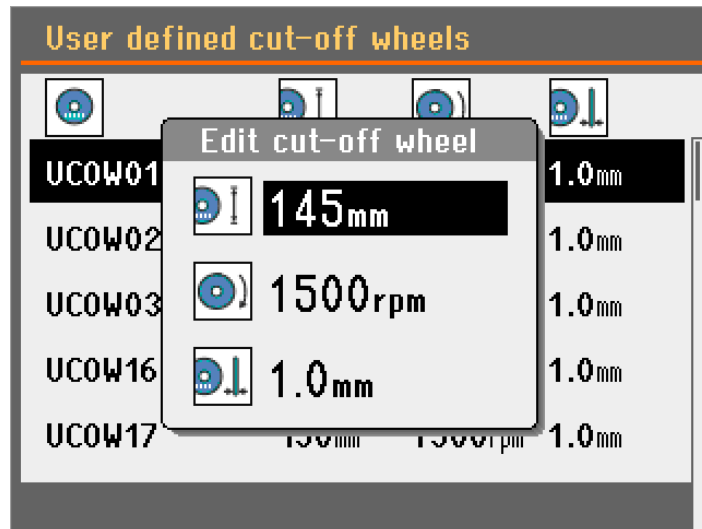 User defined cut-off wheels
Edit cut-off wheel
UCOW01 1.0mm
145mm
UCOW02 1.0mm
1500rpm
UCOW03 1.0mm
UCOW16 1.0mm
1.0mm
UCOW17 1.0mm